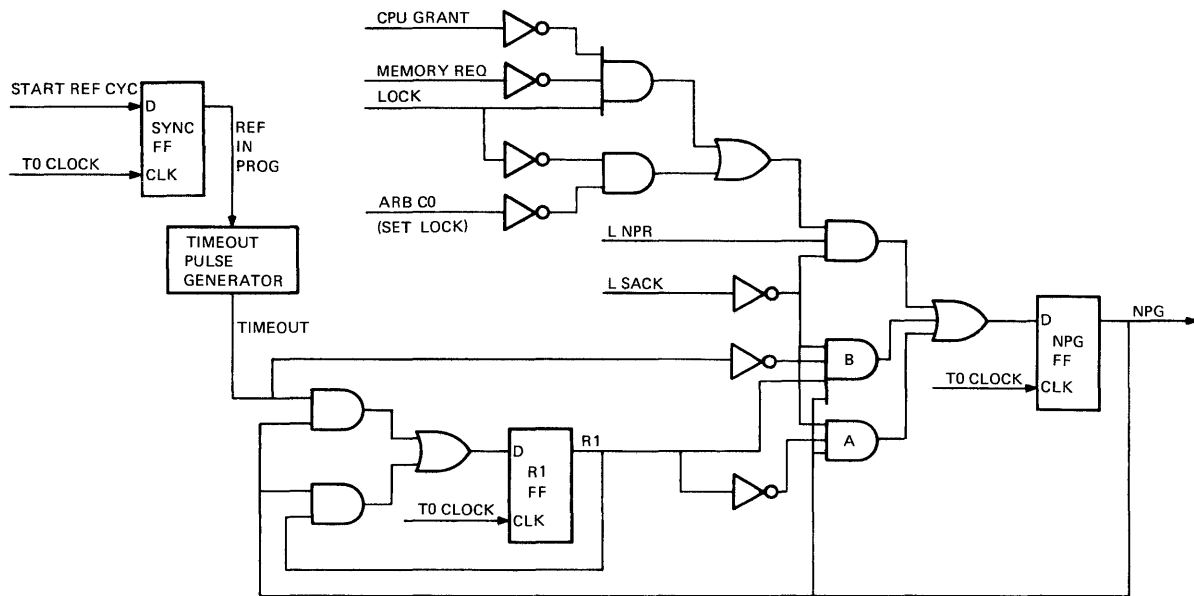 CPU GRANT
MEMORY REQ
LOCK
START REF CYC
D
SYNC
FF
CLK
T0 CLOCK
REF
IN
PROG
ARB C0
(SET LOCK)
TIMEOUT
PULSE
GENERATOR
L NPR
L SACK
TIMEOUT
B
A
D
NPG
FF
CLK
T0 CLOCK
NPG
D
R1
FF
CLK
T0 CLOCK
R1